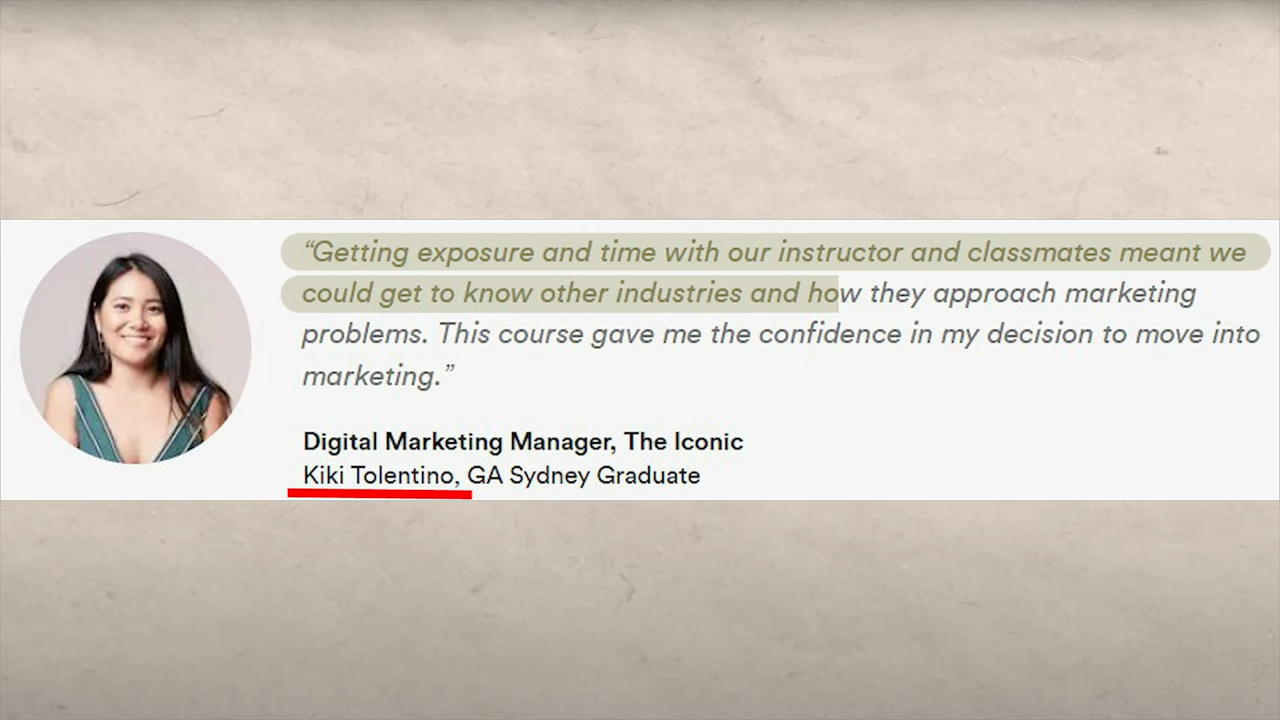 “Getting exposure and time with our instructor and classmates meant we
could get to know other industries and how they approach marketing
problems. This course gave me the confidence in my decision to move into
marketing.”
Digital Marketing Manager, The Iconic
Kiki Tolentino, GA Sydney Graduate